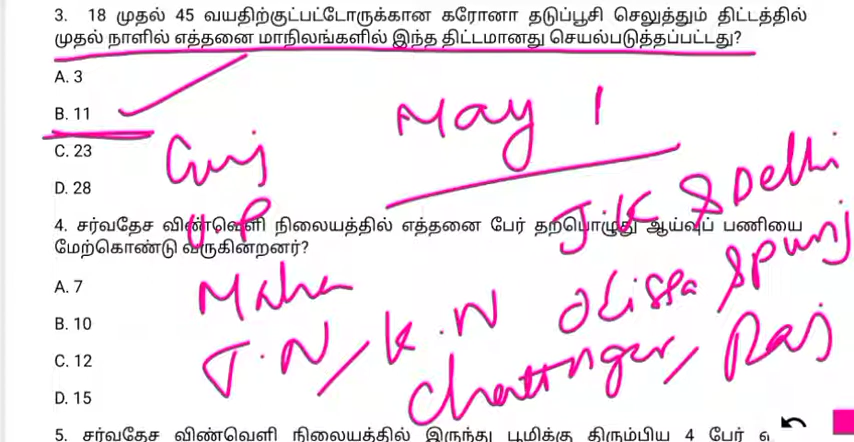 3. 18 முதல் 45 வயதிற்குட்பட்டோருக்கான கரோனா தடுப்பூசி செலுத்தும் திட்டத்தில்
முதல் நாளில் எத்தனை மாநிலங்களில் இந்த திட்டமானது செயல்படுத்தப்பட்டது?
A. 3
B. 11
May 1
C. 23
Guj
J.K & Delhi
D. 28
U.P
4. சர்வதேச விண்வெளி நிலையத்தில் எத்தனை பேர் தற்பொழுது ஆய்வுப் பணியை
மேற்கொண்டு வருகின்றனர்?
A. 7
Maha
Odissa & Punj
B. 10
T.N / K.N
C. 12
Chattisgar, Raj
D. 15
5. சர்வதேச விண்வெளி நிலையத்தில் இருந்து பூமிக்கு திரும்பிய 4 பேர்